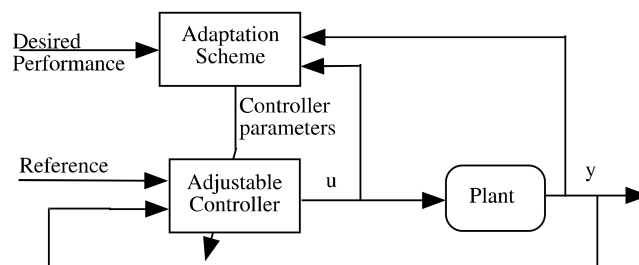 Desired
Performance
Adaptation
Scheme
Controller
parameters
Reference
Adjustable
Controller
u
Plant
y